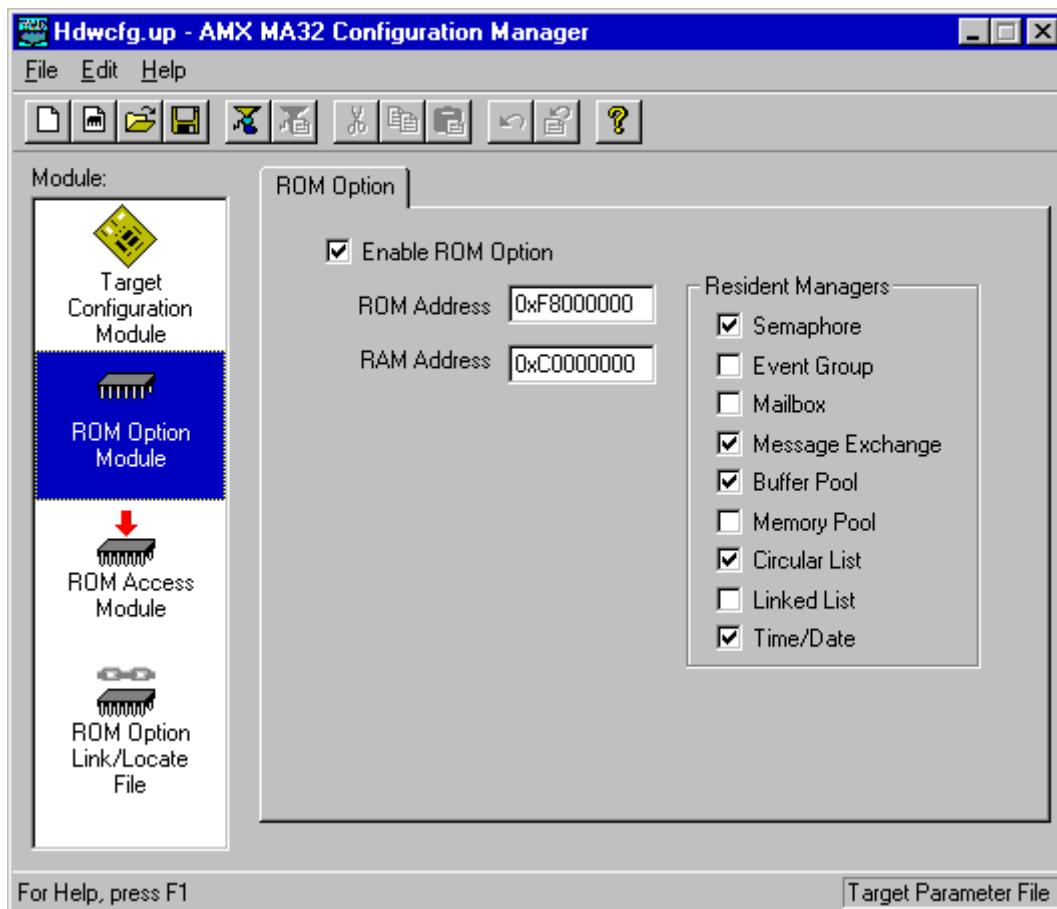 Hdwcfg.up - AMX MA32 Configuration Manager
File Edit Help
Module:
Target
Configuration
Module
ROM Option
Module
ROM Access
Module
ROM Option
Link/Locate
File
ROM Option
Enable ROM Option
ROM Address 0xF8000000
RAM Address 0xC0000000
Resident Managers
Semaphore
Event Group
Mailbox
Message Exchange
Buffer Pool
Memory Pool
Circular List
Linked List
Time/Date
For Help, press F1
Target Parameter File